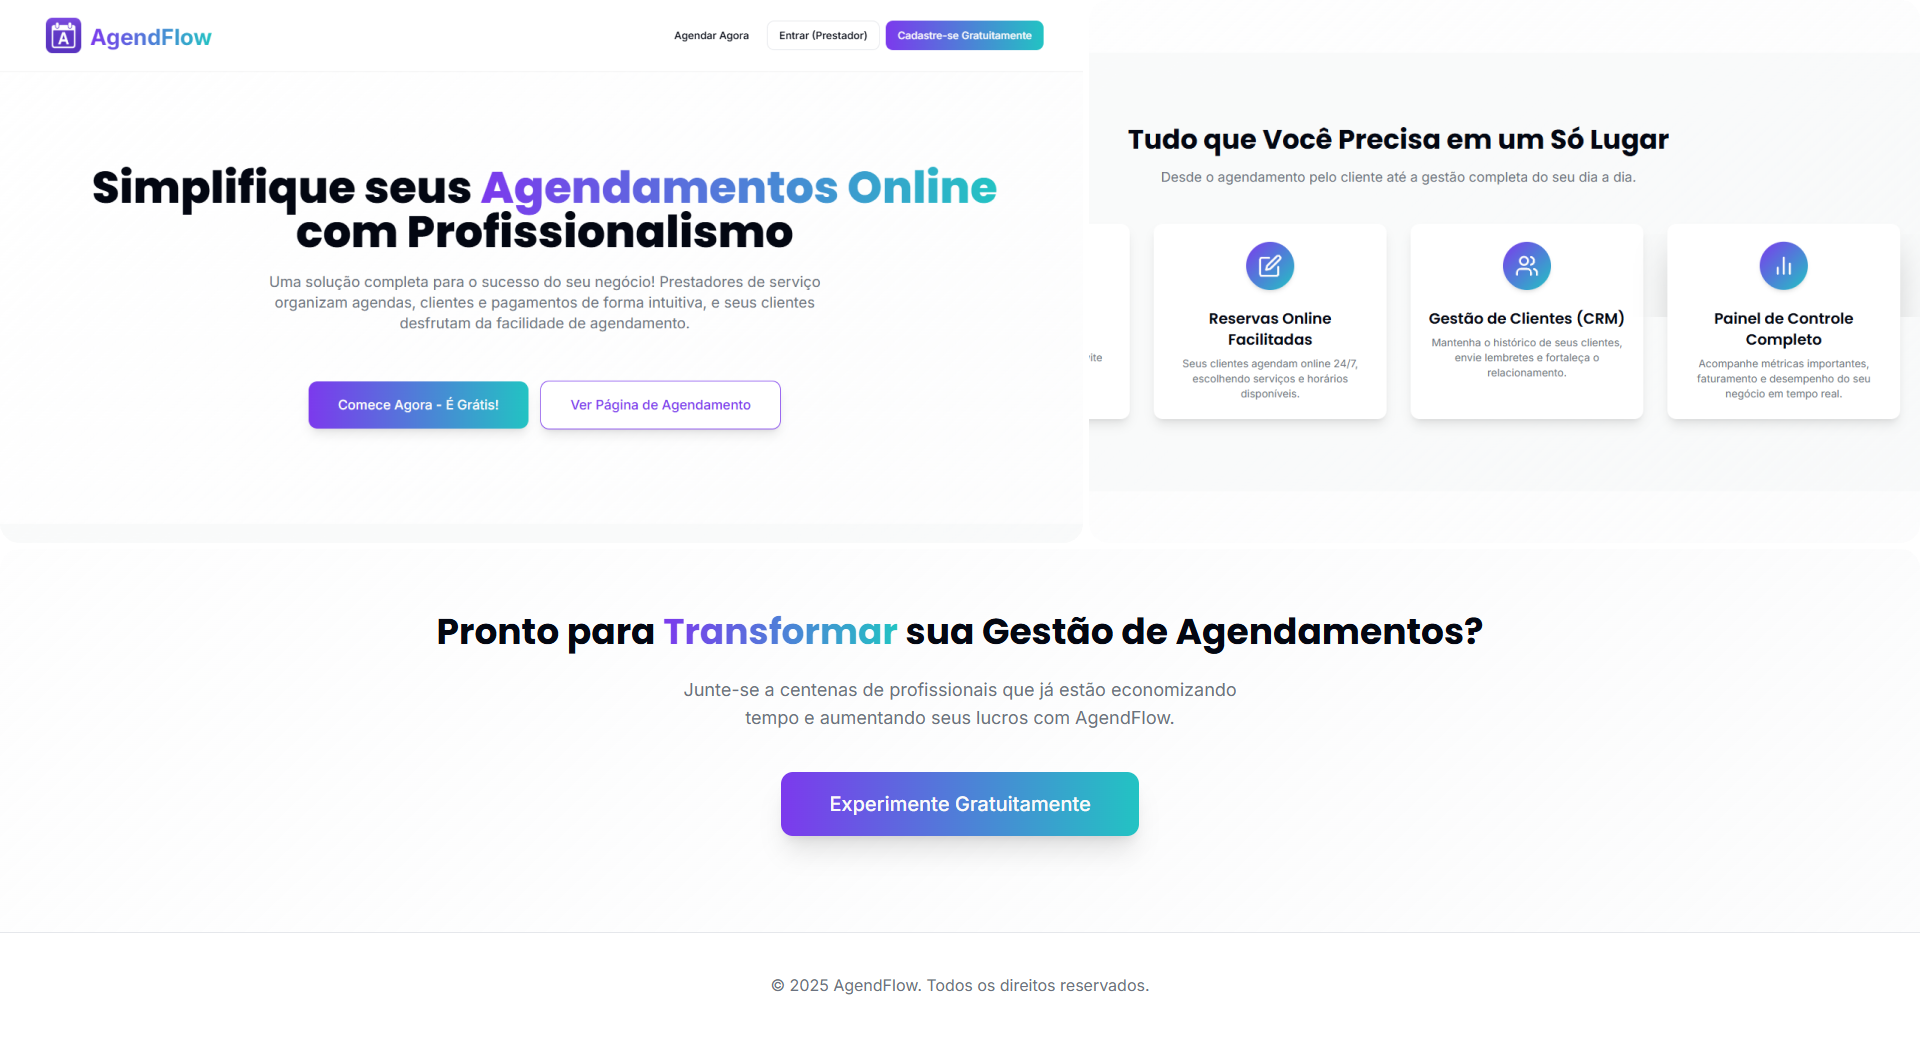 AgendFlow
Agendar Agora
Entrar (Prestador)
Cadastre-se Gratuitamente
Simplifique seus Agendamentos Online
com Profissionalismo
Uma solução completa para o sucesso do seu negócio! Prestadores de serviço
organizam agendas, clientes e pagamentos de forma intuitiva, e seus clientes
desfrutam da facilidade de agendamento.
Comece Agora - É Grátis!
Ver Página de Agendamento
Tudo que Você Precisa em um Só Lugar
Desde o agendamento pelo cliente até a gestão completa do seu dia a dia.
Reservas Online
Facilitadas
Seus clientes agendam online 24/7,
escolhendo serviços e horários
disponíveis.
Gestão de Clientes (CRM)
Mantenha o histórico de seus clientes,
envie lembretes e fortaleça o
relacionamento.
Painel de Controle
Completo
Acompanhe métricas importantes,
faturamento e desempenho do seu
negócio em tempo real.
Pronto para Transformar sua Gestão de Agendamentos?
Junte-se a centenas de profissionais que já estão economizando
tempo e aumentando seus lucros com AgendFlow.
Experimente Gratuitamente
© 2025 AgendFlow. Todos os direitos reservados.